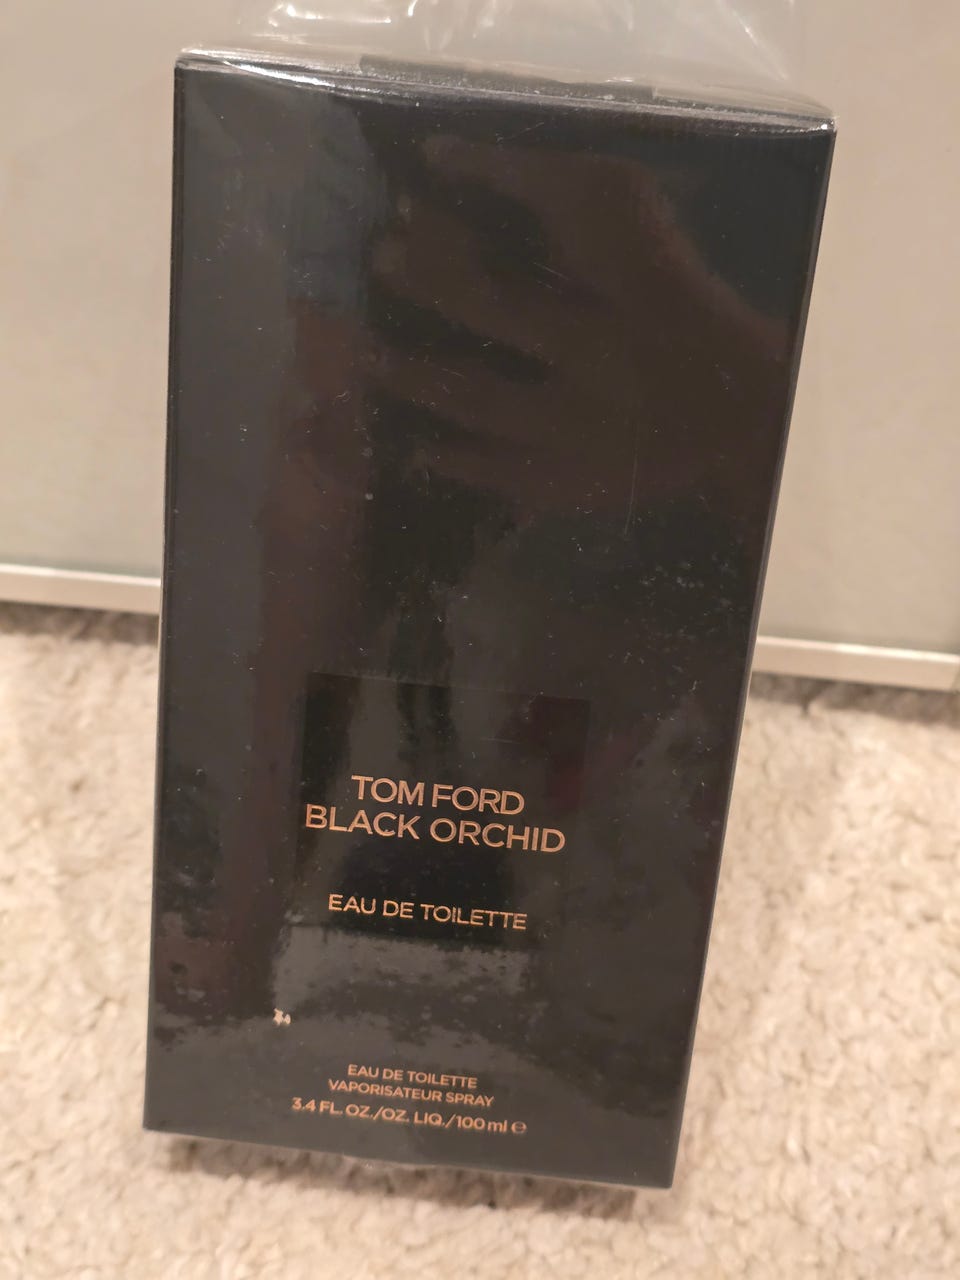 TOM FORD
BLACK ORCHID
EAU DE TOILETTE
EAU DE TOILETTE
VAPORISATEUR SPRAY
3.4 FL. OZ./OZ. LIQ./100 ml ℮